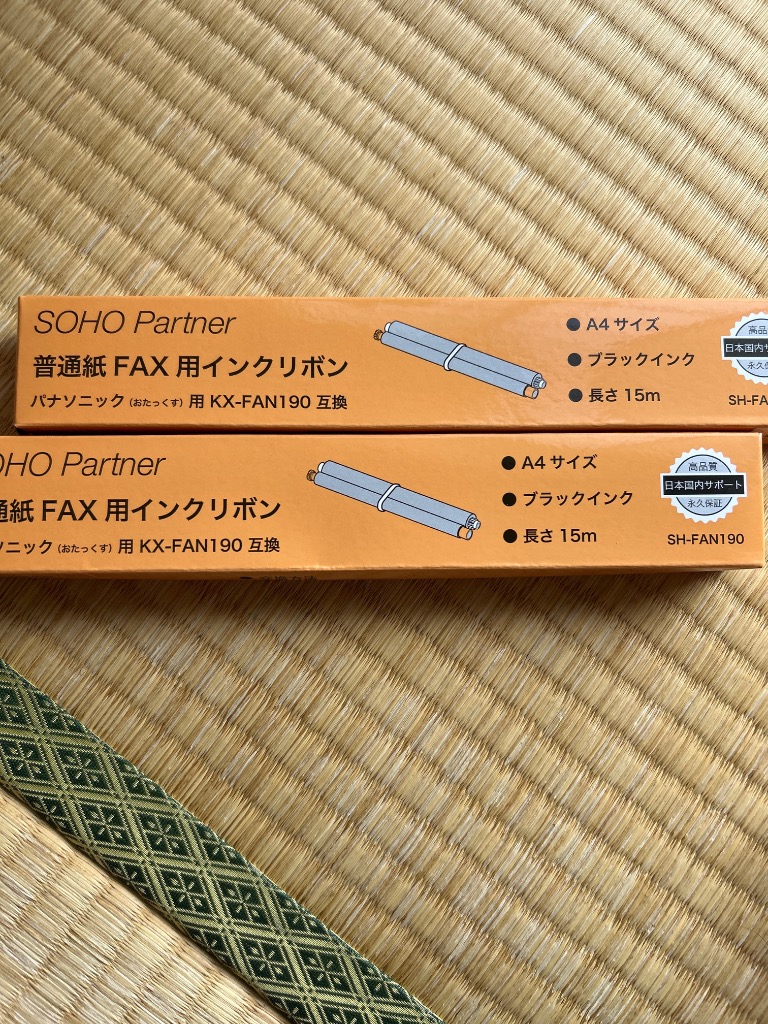 SOHO Partner
普通紙 FAX 用インクリボン
パナソニック（おたっくす）用 KX-FAN190 互換
● A4 サイズ
● ブラックインク
● 長さ 15m
高品
日本国内サ
永久
SH-FA
OHO Partner
通紙 FAX 用インクリボン
ソニック（おたっくす）用 KX-FAN190 互換
● A4 サイズ
● ブラックインク
● 長さ 15m
高品質
日本国内サポート
永久保証
SH-FAN190